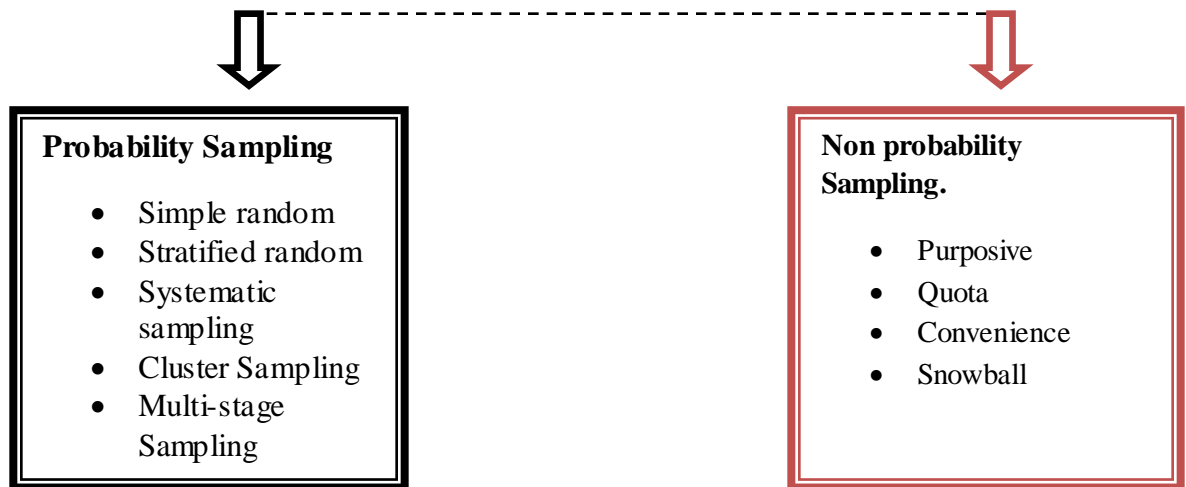 Probability Sampling
• Simple random
• Stratified random
• Systematic
sampling
• Cluster Sampling
• Multi-stage
Sampling
Non probability
Sampling.
• Purposive
• Quota
• Convenience
• Snowball